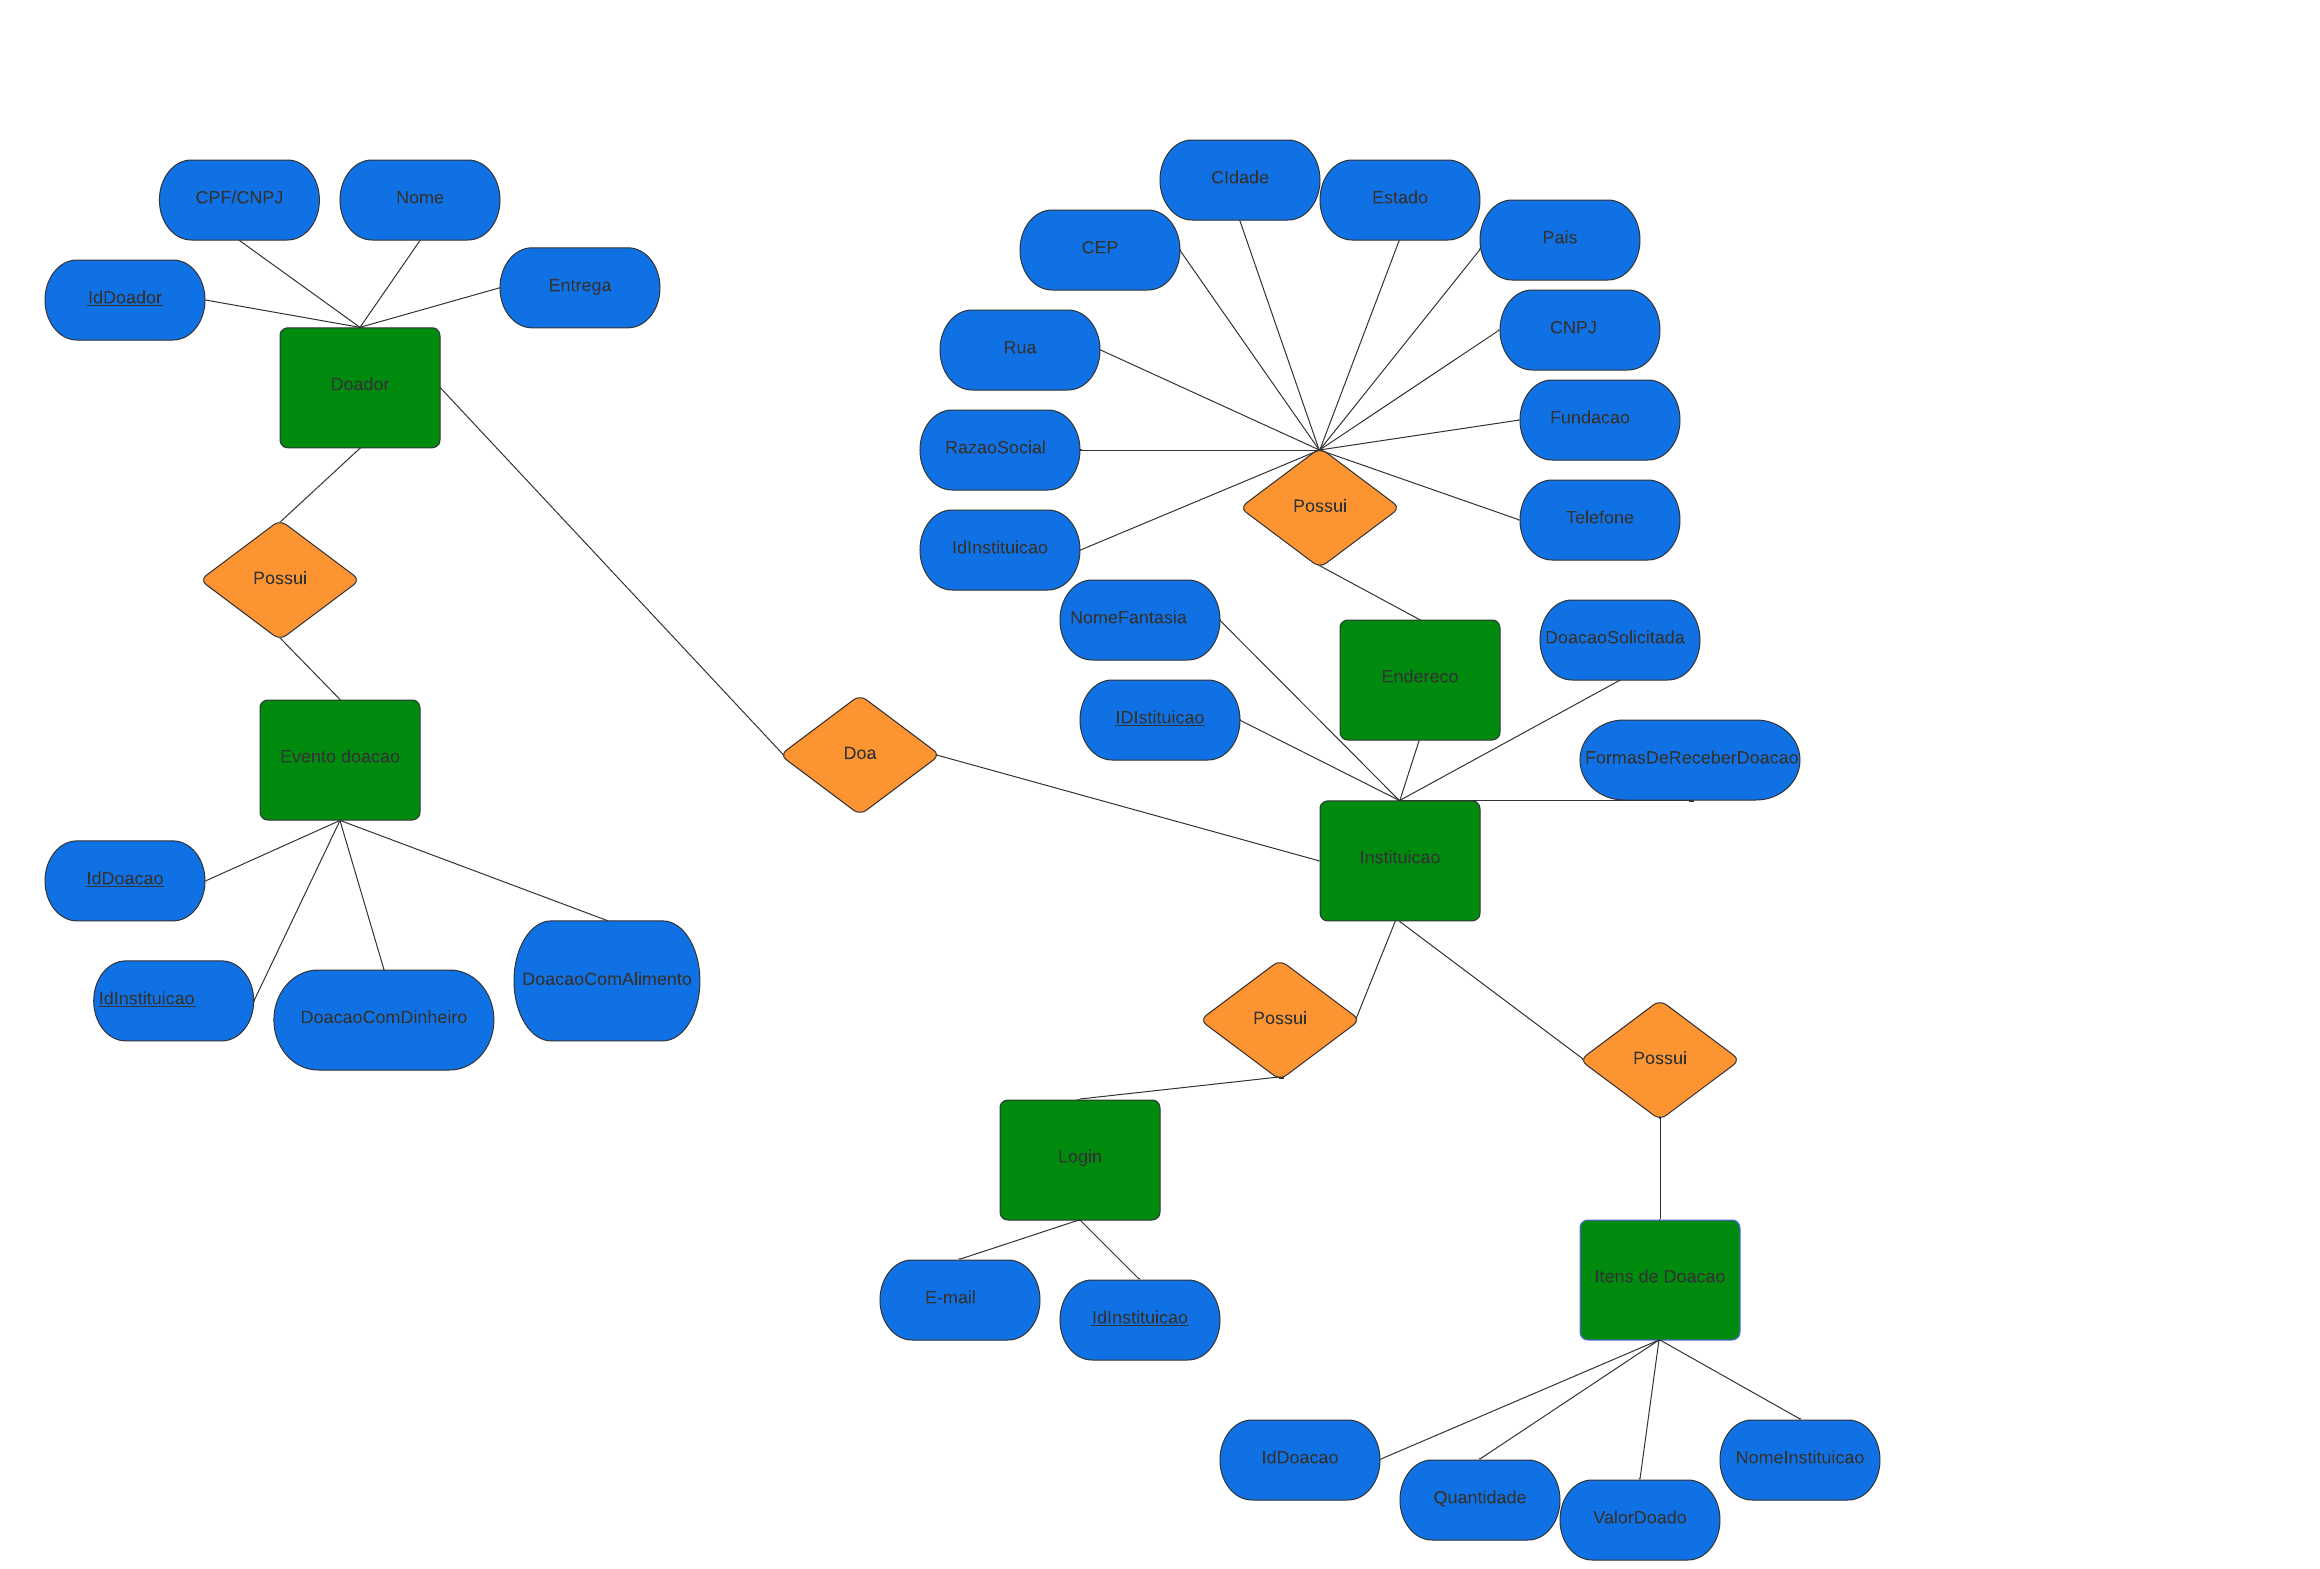 CPF/CNPJ
Nome
IdDoador
Entrega
Doador
Possui
Evento doacao
IdDoacao
IdInstituicao
DoacaoComDinheiro
DoacaoComAlimento
Doa
CIdade
Estado
CEP
Pais
Rua
CNPJ
RazaoSocial
Fundacao
IdInstituicao
Possui
Telefone
NomeFantasia
Endereco
DoacaoSolicitada
IDIstituicao
FormasDeReceberDoacao
Instituicao
Possui
Possui
Login
E-mail
IdInstituicao
Itens de Doacao
IdDoacao
Quantidade
ValorDoado
NomeInstituicao